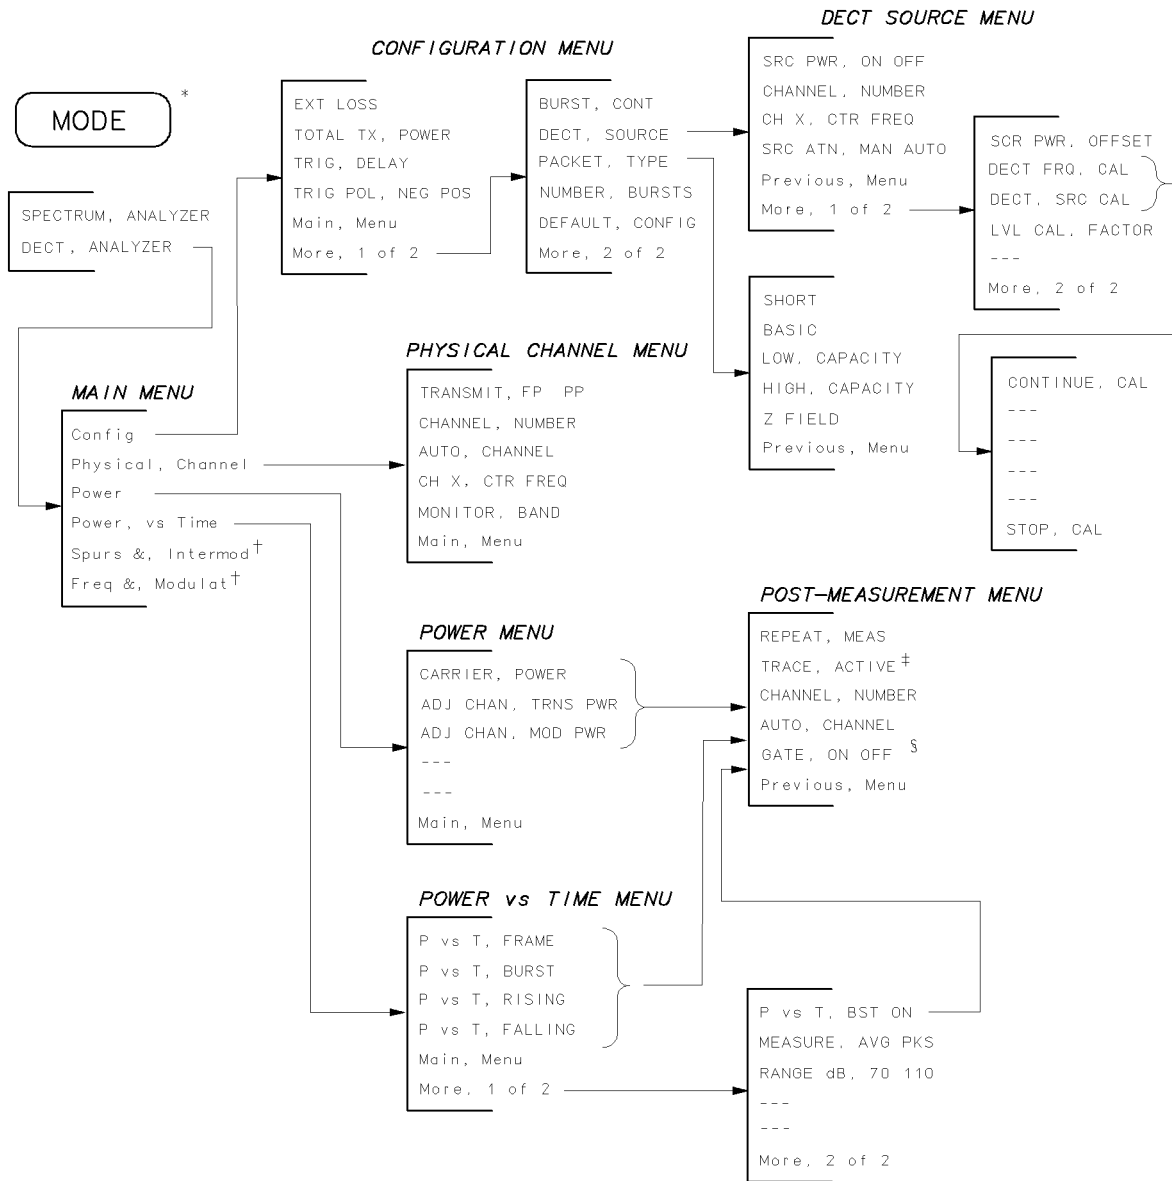 DECT SOURCE MENU
CONFIGURATION MENU
MODE *
SPECTRUM, ANALYZER
DECT, ANALYZER
EXT LOSS
TOTAL TX, POWER
TRIG, DELAY
TRIG POL, NEG POS
Main, Menu
More, 1 of 2
BURST, CONT
DECT, SOURCE
PACKET, TYPE
NUMBER, BURSTS
DEFAULT, CONFIG
More, 2 of 2
SRC PWR, ON OFF
CHANNEL, NUMBER
CH X, CTR FREQ
SRC ATN, MAN AUTO
Previous, Menu
More, 1 of 2
SCR PWR, OFFSET
DECT FRQ, CAL
DECT, SRC CAL
LVL CAL, FACTOR
---
More, 2 of 2
SHORT
BASIC
LOW, CAPACITY
HIGH, CAPACITY
Z FIELD
Previous, Menu
CONTINUE, CAL
---
---
---
---
STOP, CAL
MAIN MENU
Config
Physical, Channel
Power
Power, vs Time
Spurs &, Intermod†
Freq &, Modulat†
PHYSICAL CHANNEL MENU
TRANSMIT, FP PP
CHANNEL, NUMBER
AUTO, CHANNEL
CH X, CTR FREQ
MONITOR, BAND
Main, Menu
POWER MENU
CARRIER, POWER
ADJ CHAN, TRNS PWR
ADJ CHAN, MOD PWR
---
---
Main, Menu
POST-MEASUREMENT MENU
REPEAT, MEAS
TRACE, ACTIVE‡
CHANNEL, NUMBER
AUTO, CHANNEL
GATE, ON OFF §
Previous, Menu
POWER vs TIME MENU
P vs T, FRAME
P vs T, BURST
P vs T, RISING
P vs T, FALLING
Main, Menu
More, 1 of 2
P vs T, BST ON
MEASURE, AVG PKS
RANGE dB, 70 110
---
---
More, 2 of 2